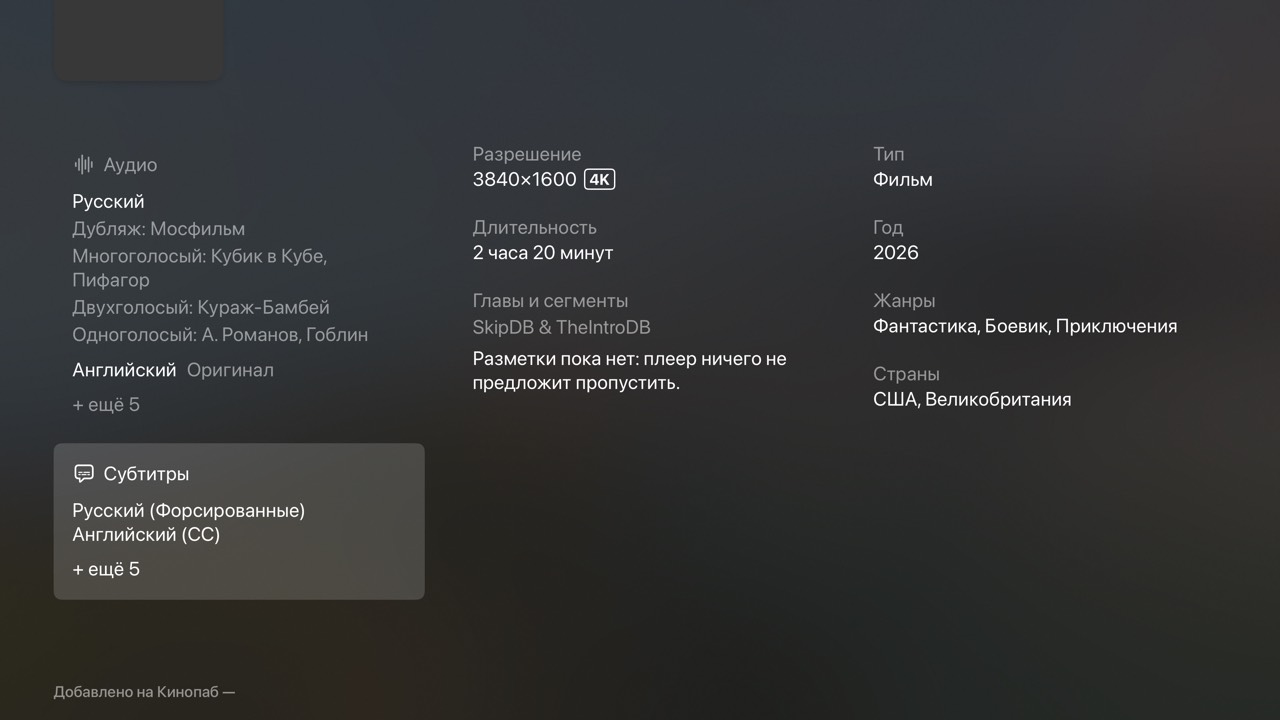 Аудио
Русский
Дубляж: Мосфильм
Многоголосый: Кубик в Кубе,
Пифагор
Двухголосый: Кураж-Бамбей
Одноголосый: А. Романов, Гоблин
Английский Оригинал
+ ещё 5
Субтитры
Русский (Форсированные)
Английский (СС)
+ ещё 5
Разрешение
3840×1600 4K
Длительность
2 часа 20 минут
Главы и сегменты
SkipDB & TheIntroDB
Разметки пока нет: плеер ничего не
предложит пропустить.
Тип
Фильм
Год
2026
Жанры
Фантастика, Боевик, Приключения
Страны
США, Великобритания
Добавлено на Кинопаб —